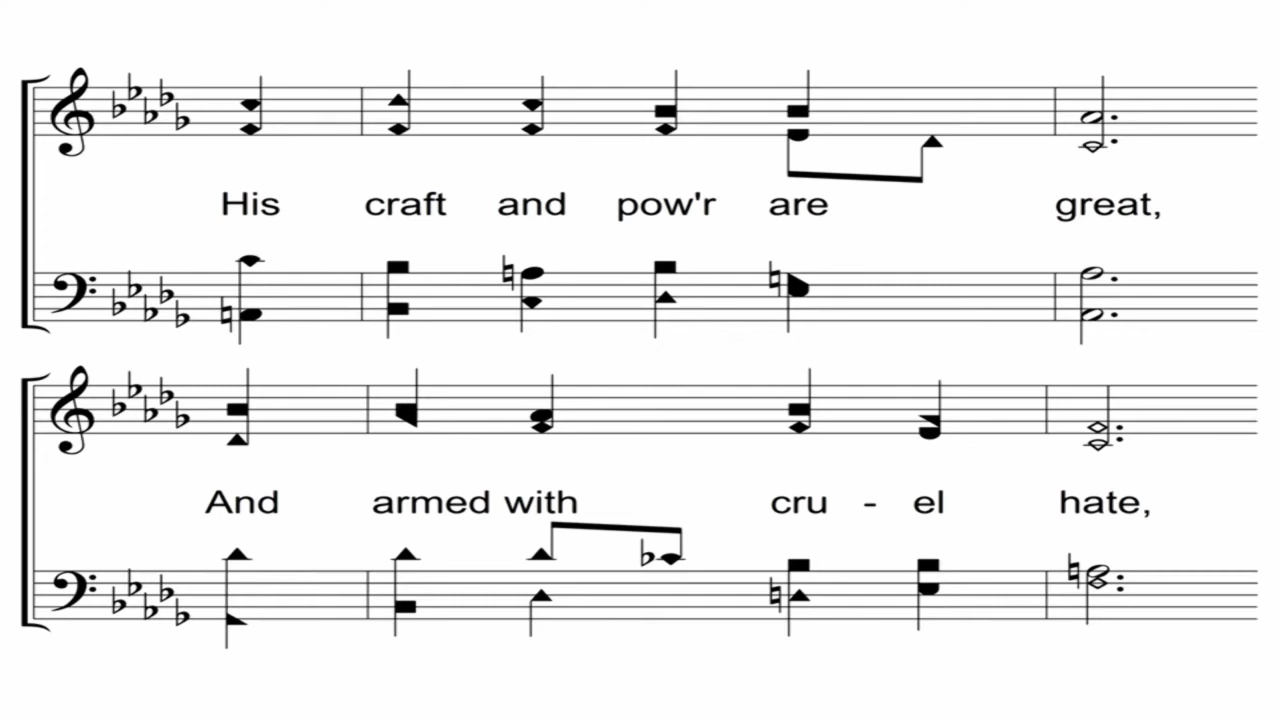 His craft and pow'r are great,
And armed with cru - el hate,